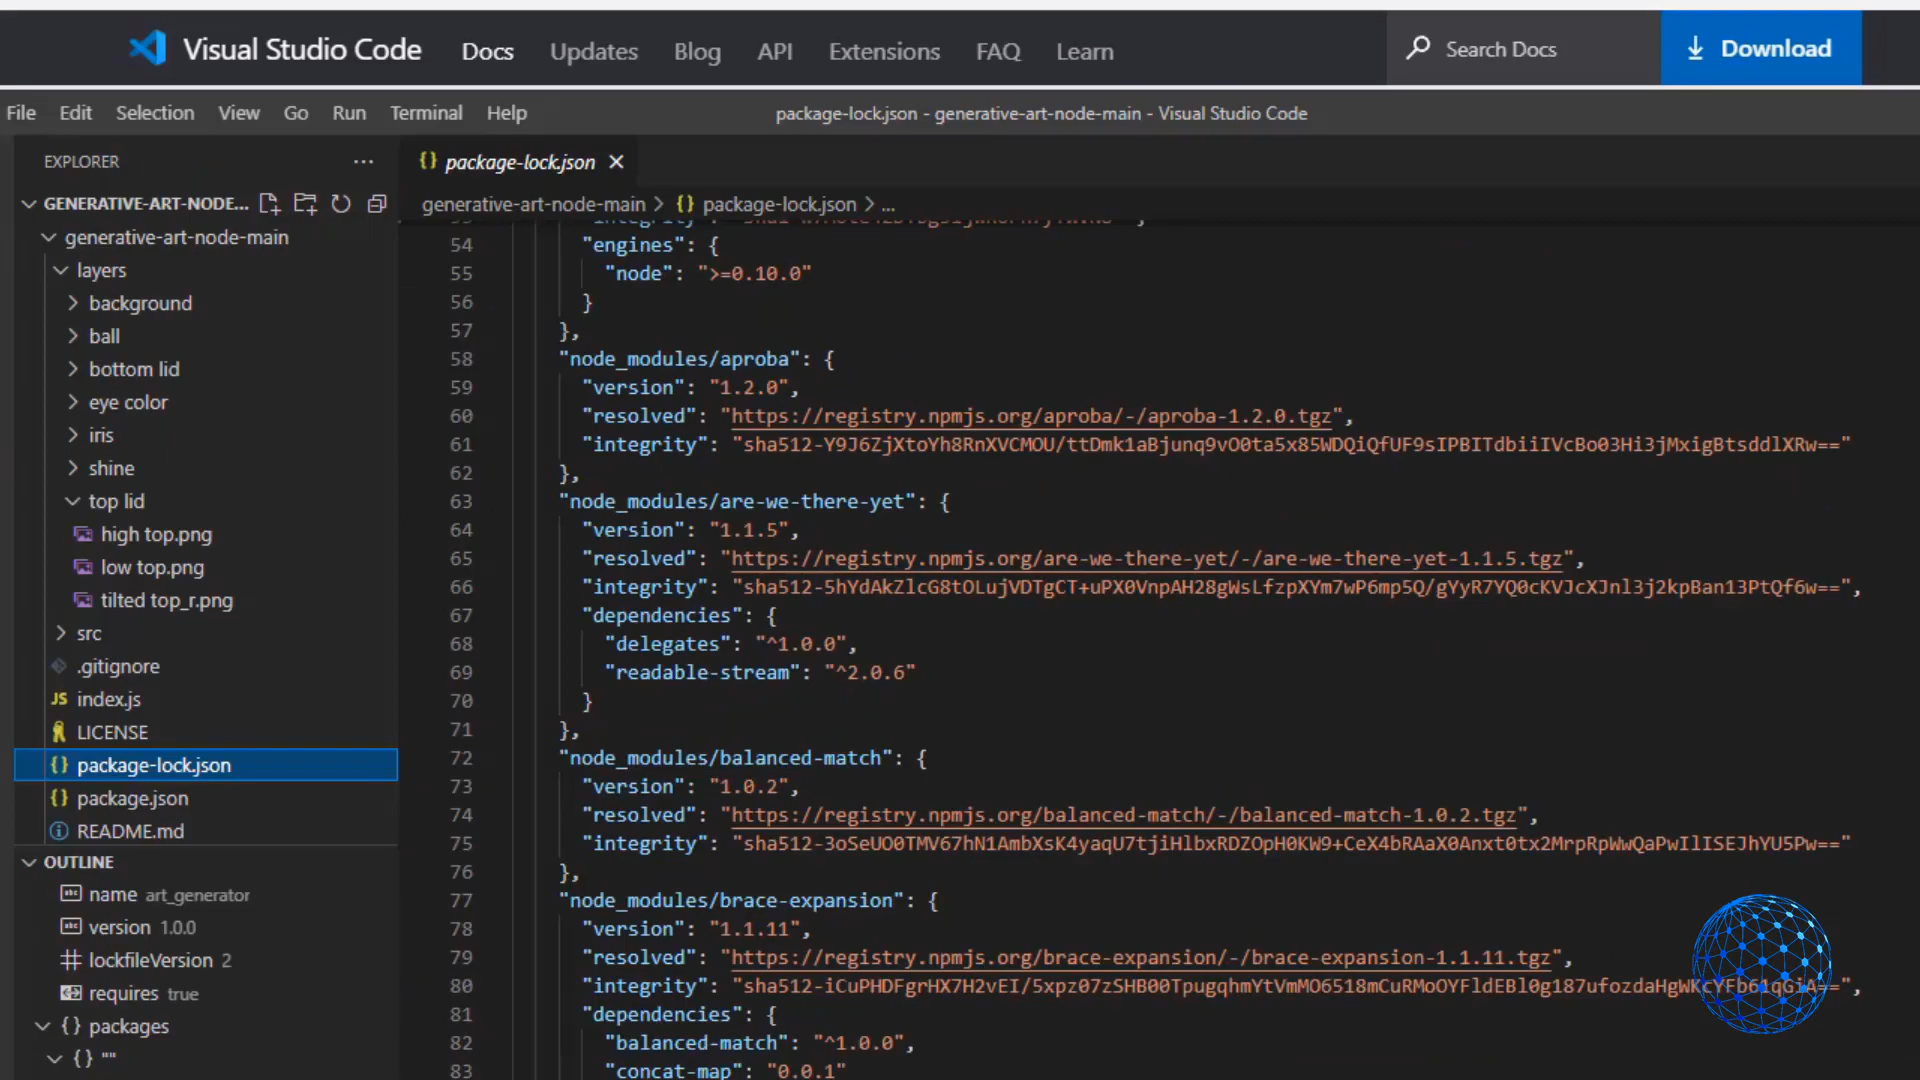 Visual Studio Code Docs Updates Blog API Extensions FAQ Learn Search Docs Download
File Edit Selection View Go Run Terminal Help package-lock.json - generative-art-node-main - Visual Studio Code
EXPLORER
GENERATIVE-ART-NODE...
generative-art-node-main
layers
background
ball
bottom lid
eye color
iris
shine
top lid
high top.png
low top.png
tilted top_r.png
src
.gitignore
JS index.js
LICENSE
{} package-lock.json
{} package.json
README.md
OUTLINE
name art_generator
version 1.0.0
lockfileVersion 2
requires true
{} packages
{} ""
{} package-lock.json
generative-art-node-main > {} package-lock.json > ...
54 "engines": {
55 "node": ">=0.10.0"
56 }
57 },
58 "node_modules/aproba": {
59 "version": "1.2.0",
60 "resolved": "https://registry.npmjs.org/aproba/-/aproba-1.2.0.tgz",
61 "integrity": "sha512-Y9J6ZjXtoYh8RnXVCMOU/ttDmk1aBjunq9vO0ta5x85WDQiQfUF9sIPBITdbiiIVcBo03Hi3jMxigBtsddlXRw=="
62 },
63 "node_modules/are-we-there-yet": {
64 "version": "1.1.5",
65 "resolved": "https://registry.npmjs.org/are-we-there-yet/-/are-we-there-yet-1.1.5.tgz",
66 "integrity": "sha512-5hYdAkZlcG8tOLujVDTgCT+uPX0VnpAH28gWsLfzpXYm7wP6mp5Q/gYyR7YQ0cKVJcXJnl3j2kpBan13PtQf6w==",
67 "dependencies": {
68 "delegates": "^1.0.0",
69 "readable-stream": "^2.0.6"
70 }
71 },
72 "node_modules/balanced-match": {
73 "version": "1.0.2",
74 "resolved": "https://registry.npmjs.org/balanced-match/-/balanced-match-1.0.2.tgz",
75 "integrity": "sha512-3oSeUO0TMV67hN1AmbXsK4yaqU7tjiHlbxRDZOpH0KW9+CeX4bRAaX0Anxt0tx2MrpRpWwQaPwIlISEJhYU5Pw=="
76 },
77 "node_modules/brace-expansion": {
78 "version": "1.1.11",
79 "resolved": "https://registry.npmjs.org/brace-expansion/-/brace-expansion-1.1.11.tgz",
80 "integrity": "sha512-iCuPHDFgrHX7H2vEI/5xpz07zSHB00TpugqhmYtVmMO6518mCuRMoOYFldEBl0g187ufozdaHgWKcYFb61qGiA==",
81 "dependencies": {
82 "balanced-match": "^1.0.0",
83 "concat-map": "0.0.1"